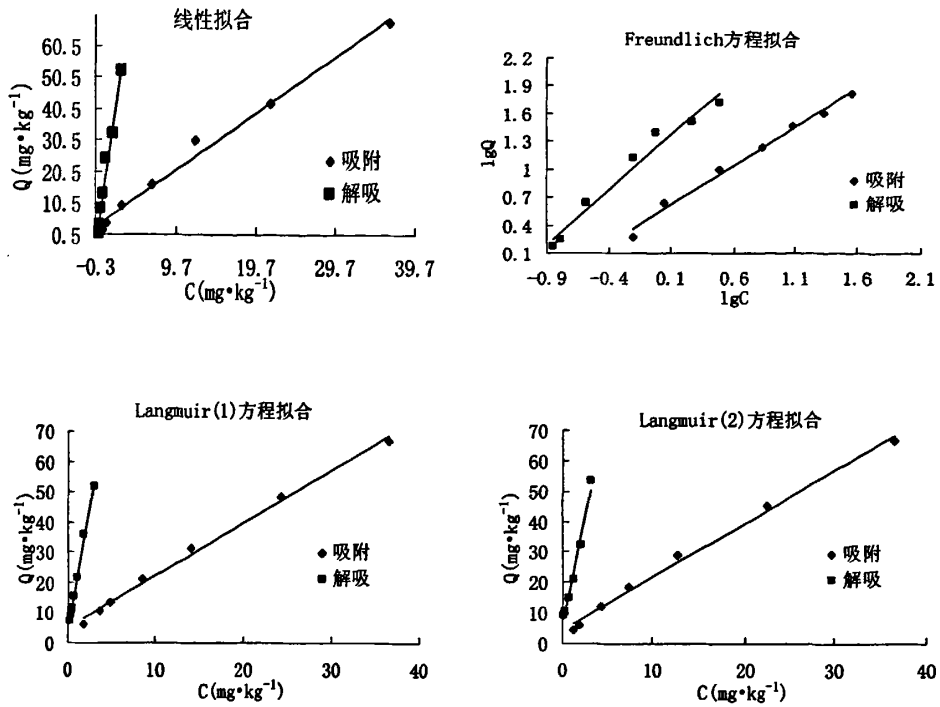 线性拟合
60.5
50.5
40.5
30.5
20.5
10.5
0.5
Q(mg•kg⁻¹)
吸附
解吸
-0.3 9.7 19.7 29.7 39.7
C(mg•kg⁻¹)
Freundlich方程拟合
2.2
1.9
1.6
1.3
1
0.7
0.4
0.1
lgQ
吸附
解吸
-0.9 -0.4 0.1 0.6 1.1 1.6 2.1
lgC
Langmuir(1)方程拟合
70
60
50
40
30
20
10
0
Q(mg•kg⁻¹)
吸附
解吸
0 10 20 30 40
C(mg•kg⁻¹)
Langmuir(2)方程拟合
70
60
50
40
30
20
10
0
Q(mg•kg⁻¹)
吸附
解吸
0 10 20 30 40
C(mg•kg⁻¹)